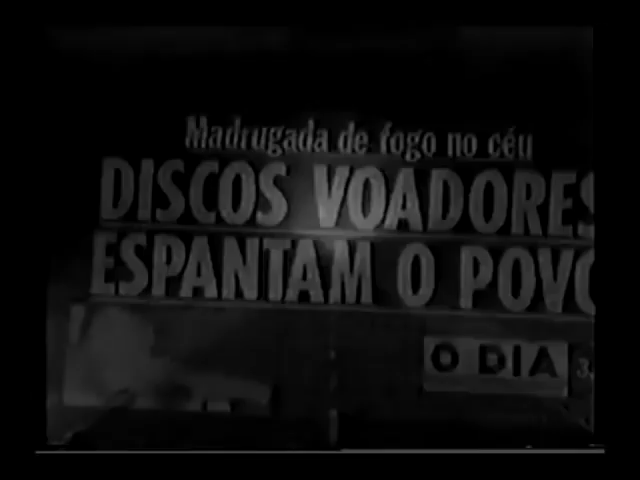 Madrugada de fogo no céu
DISCOS VOADORES
ESPANTAM O POVO
O DIA